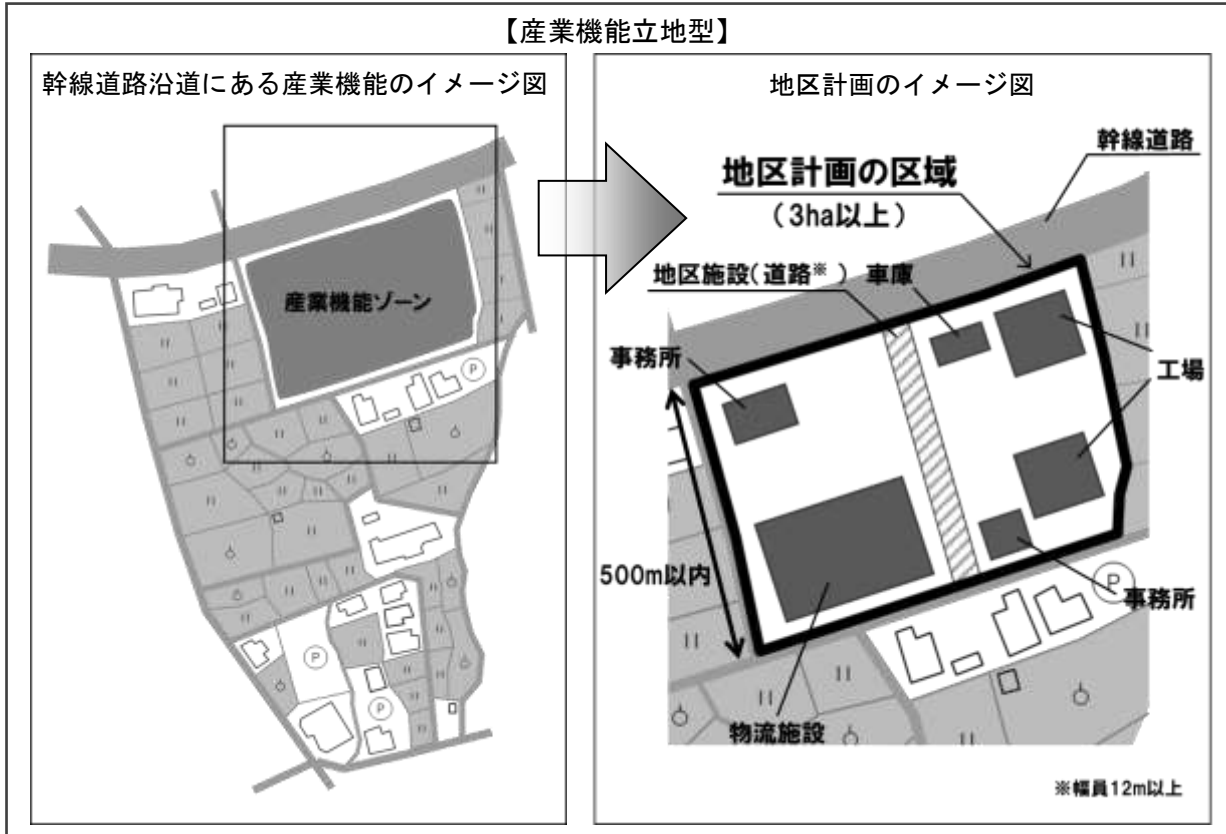 【産業機能立地型】
幹線道路沿道にある産業機能のイメージ図
産業機能ゾーン
P
P
P
地区計画のイメージ図
幹線道路
地区計画の区域
（3ha以上）
地区施設（道路※）
車庫
事務所
工場
500m以内
P
事務所
物流施設
※幅員12m以上